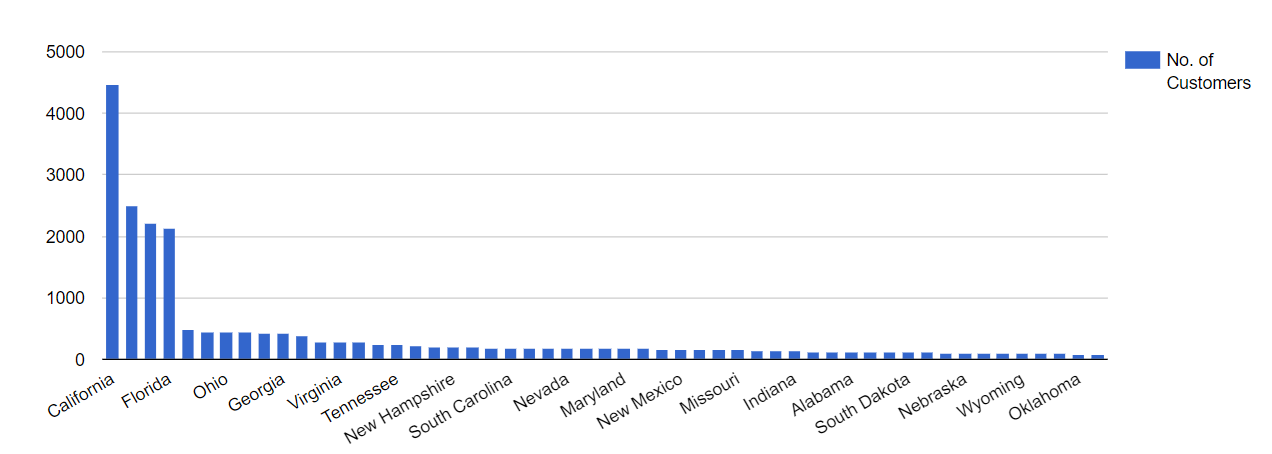 5000
4000
3000
2000
1000
0
No. of
Customers
California
Florida
Ohio
Georgia
Virginia
Tennessee
New Hampshire
South Carolina
Nevada
Maryland
New Mexico
Missouri
Indiana
Alabama
South Dakota
Nebraska
Wyoming
Oklahoma